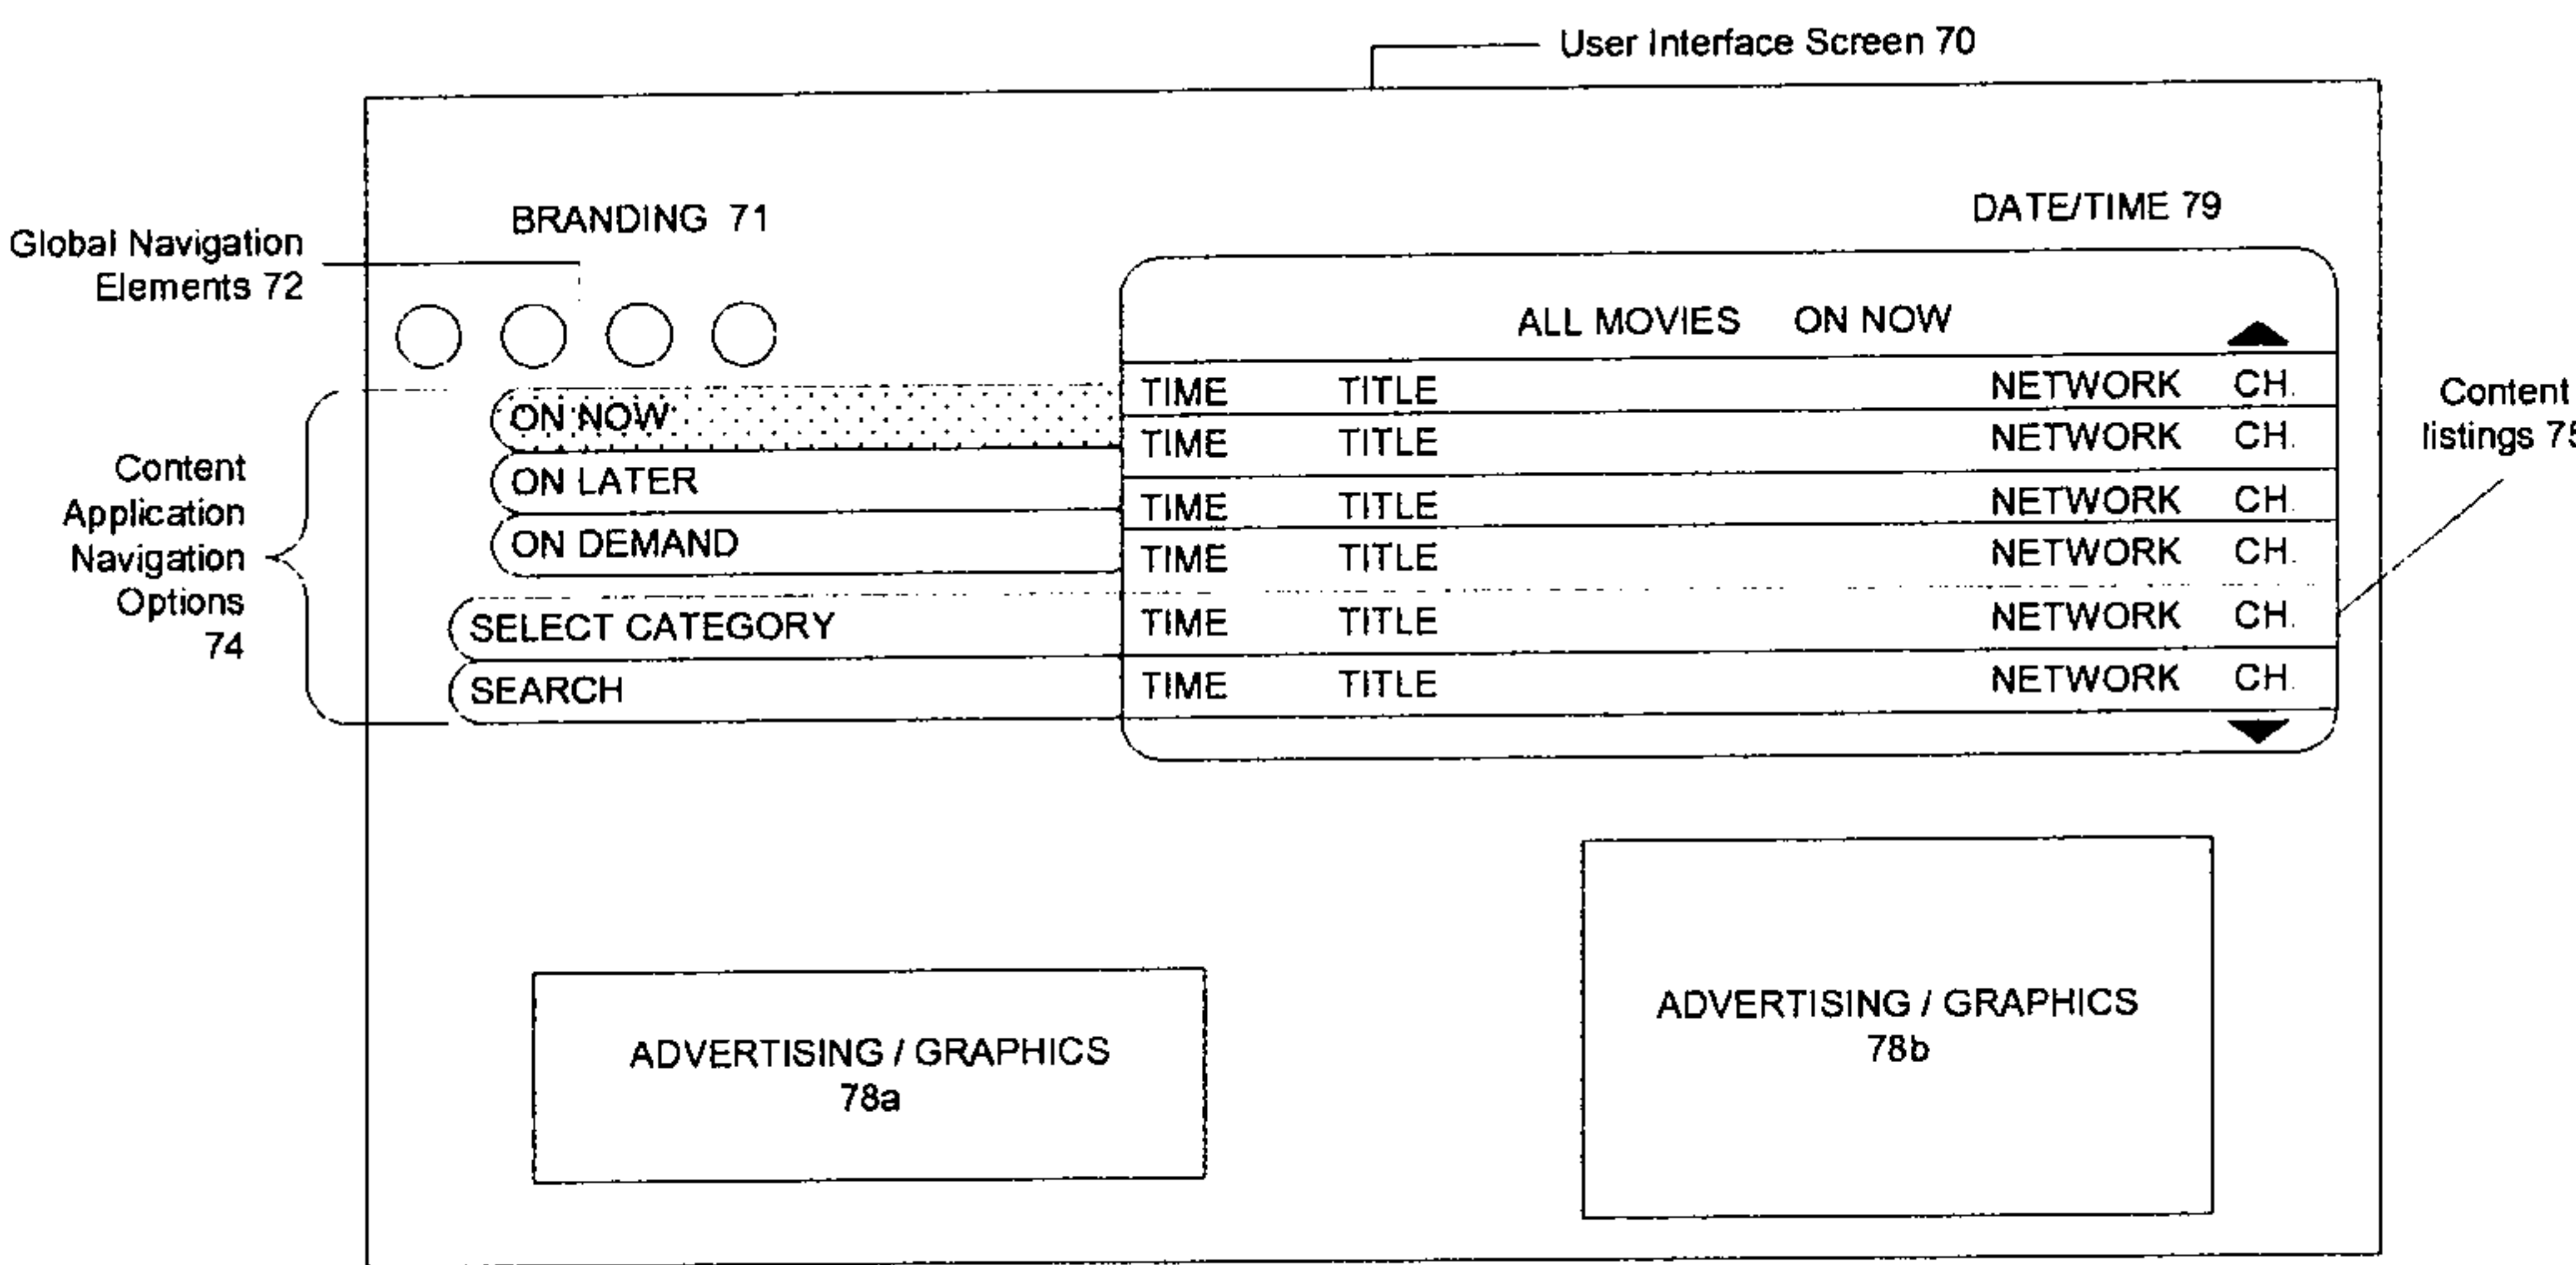 User Interface Screen 70
BRANDING 71
DATE/TIME 79
Global Navigation
Elements 72
ALL MOVIES ON NOW
TIME TITLE NETWORK CH.
TIME TITLE NETWORK CH.
TIME TITLE NETWORK CH.
TIME TITLE NETWORK CH.
TIME TITLE NETWORK CH.
TIME TITLE NETWORK CH.
ON NOW
ON LATER
ON DEMAND
SELECT CATEGORY
SEARCH
Content
Application
Navigation
Options
74
Content
listings 75
ADVERTISING / GRAPHICS
78a
ADVERTISING / GRAPHICS
78b